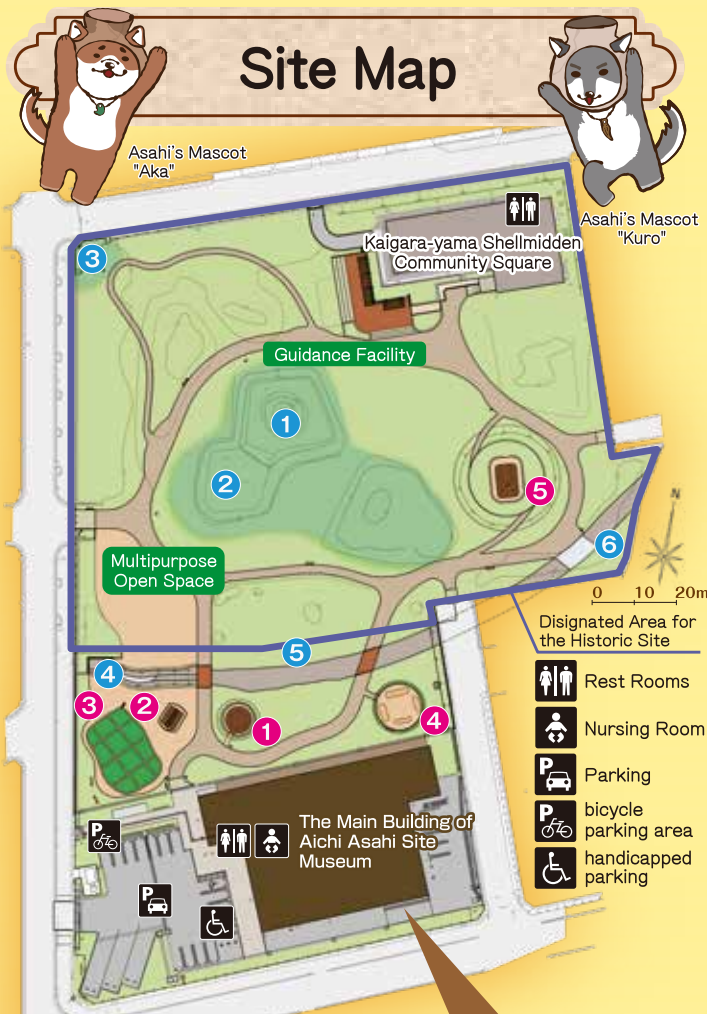 Site Map
Asahi's Mascot
"Aka"
Asahi's Mascot
"Kuro"
Kaigara-yama Shellmidden
Community Square
3
Guidance Facility
1
2
5
6
N
0 10 20m
Multipurpose
Open Space
Disignated Area for
the Historic Site
5
4
3
2
1
4
Rest Rooms
Nursing Room
P
Parking
P
bicycle
parking area
handicapped
parking
The Main Building of
Aichi Asahi Site
Museum
P
P